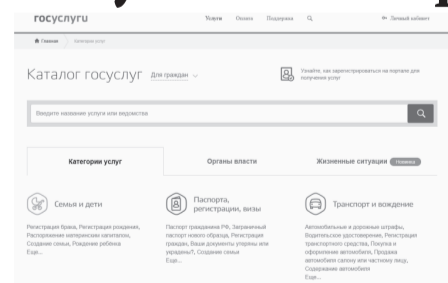 госуслуги
Услуги Оплата Поддержка Личный кабинет
Главная Категории услуг
Каталог госуслуг Для граждан
Узнайте, как зарегистрироваться на портале для
получения услуг
Введите название услуги или ведомства
Категории услуг Органы власти Жизненные ситуации Новинка
Семья и дети
Регистрация брака, Регистрация рождения,
Распоряжение материнским капиталом,
Создание семьи, Рождение ребёнка
Еще...
Паспорта,
регистрации, визы
Паспорт гражданина РФ, Заграничный
паспорт нового образца, Регистрация
граждан, Ваши документы утеряны или
украдены?, Создание семьи
Еще...
Транспорт и вождение
Автомобильные и дорожные штрафы,
Водительское удостоверение, Регистрация
транспортного средства, Покупка и
оформление автомобиля, Продажа
автомобиля салону или частному лицу,
Содержание автомобиля
Еще...